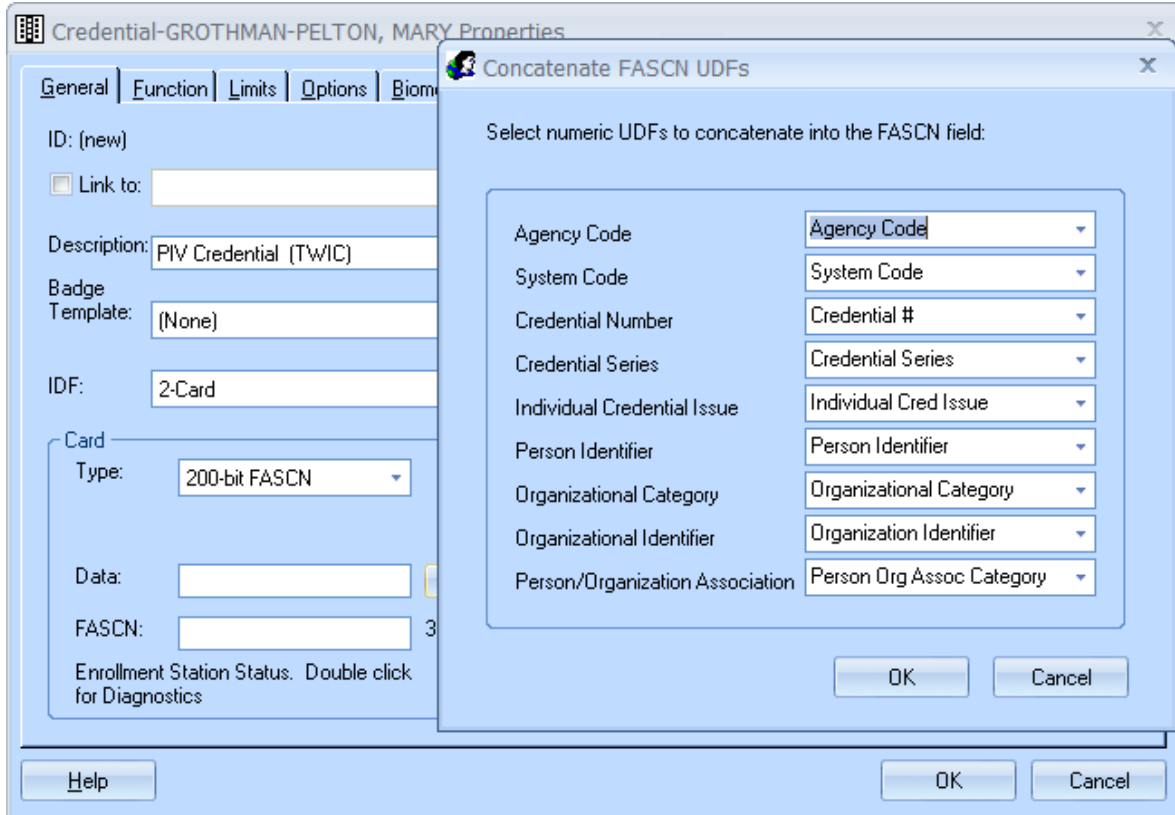 Credential-GROTHMAN-PELTON, MARY Properties
General Function Limits Options
ID: (new)
Link to:
Description: PIV Credential (TWIC)
Badge
Template: (None)
IDF: 2-Card
Card
Type: 200-bit FASCN
Data:
FASCN: 3
Enrollment Station Status. Double click
for Diagnostics
Help OK Cancel
Concatenate FASCN UDFs
Select numeric UDFs to concatenate into the FASCN field:
Agency Code Agency Code
System Code System Code
Credential Number Credential #
Credential Series Credential Series
Individual Credential Issue Individual Cred Issue
Person Identifier Person Identifier
Organizational Category Organizational Category
Organizational Identifier Organization Identifier
Person/Organization Association Person Org Assoc Category
OK Cancel